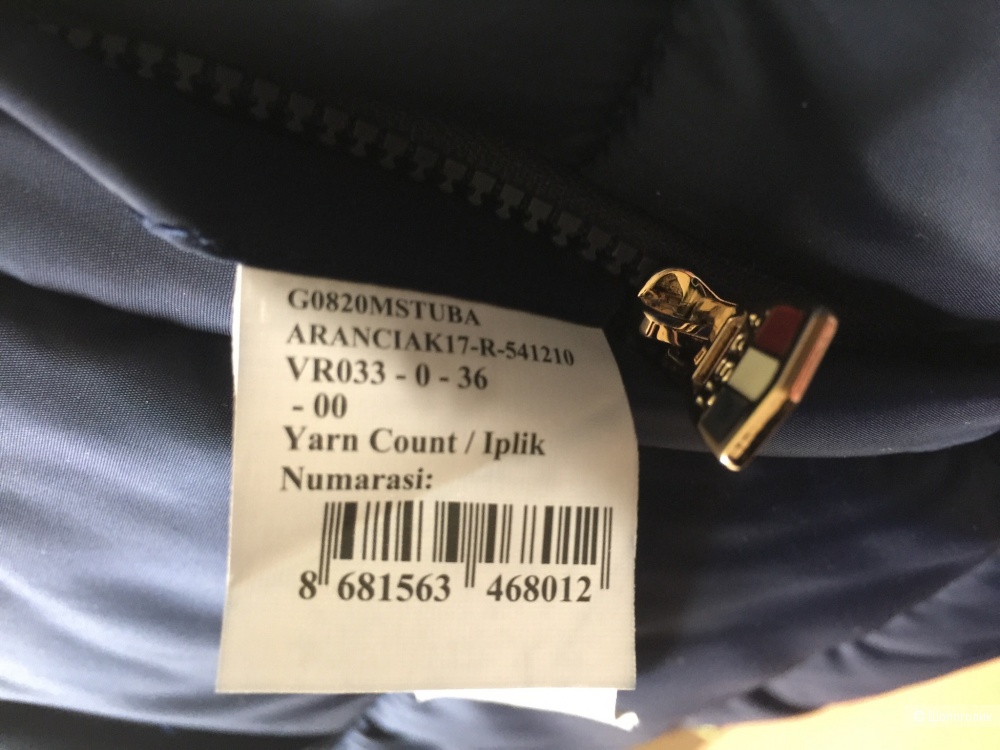 G0820MSTUBA
ARANCIAK17-R-541210
VR033 - 0 - 36
- 00
Yarn Count / Iplik
Numarasi:
8 681563 468012